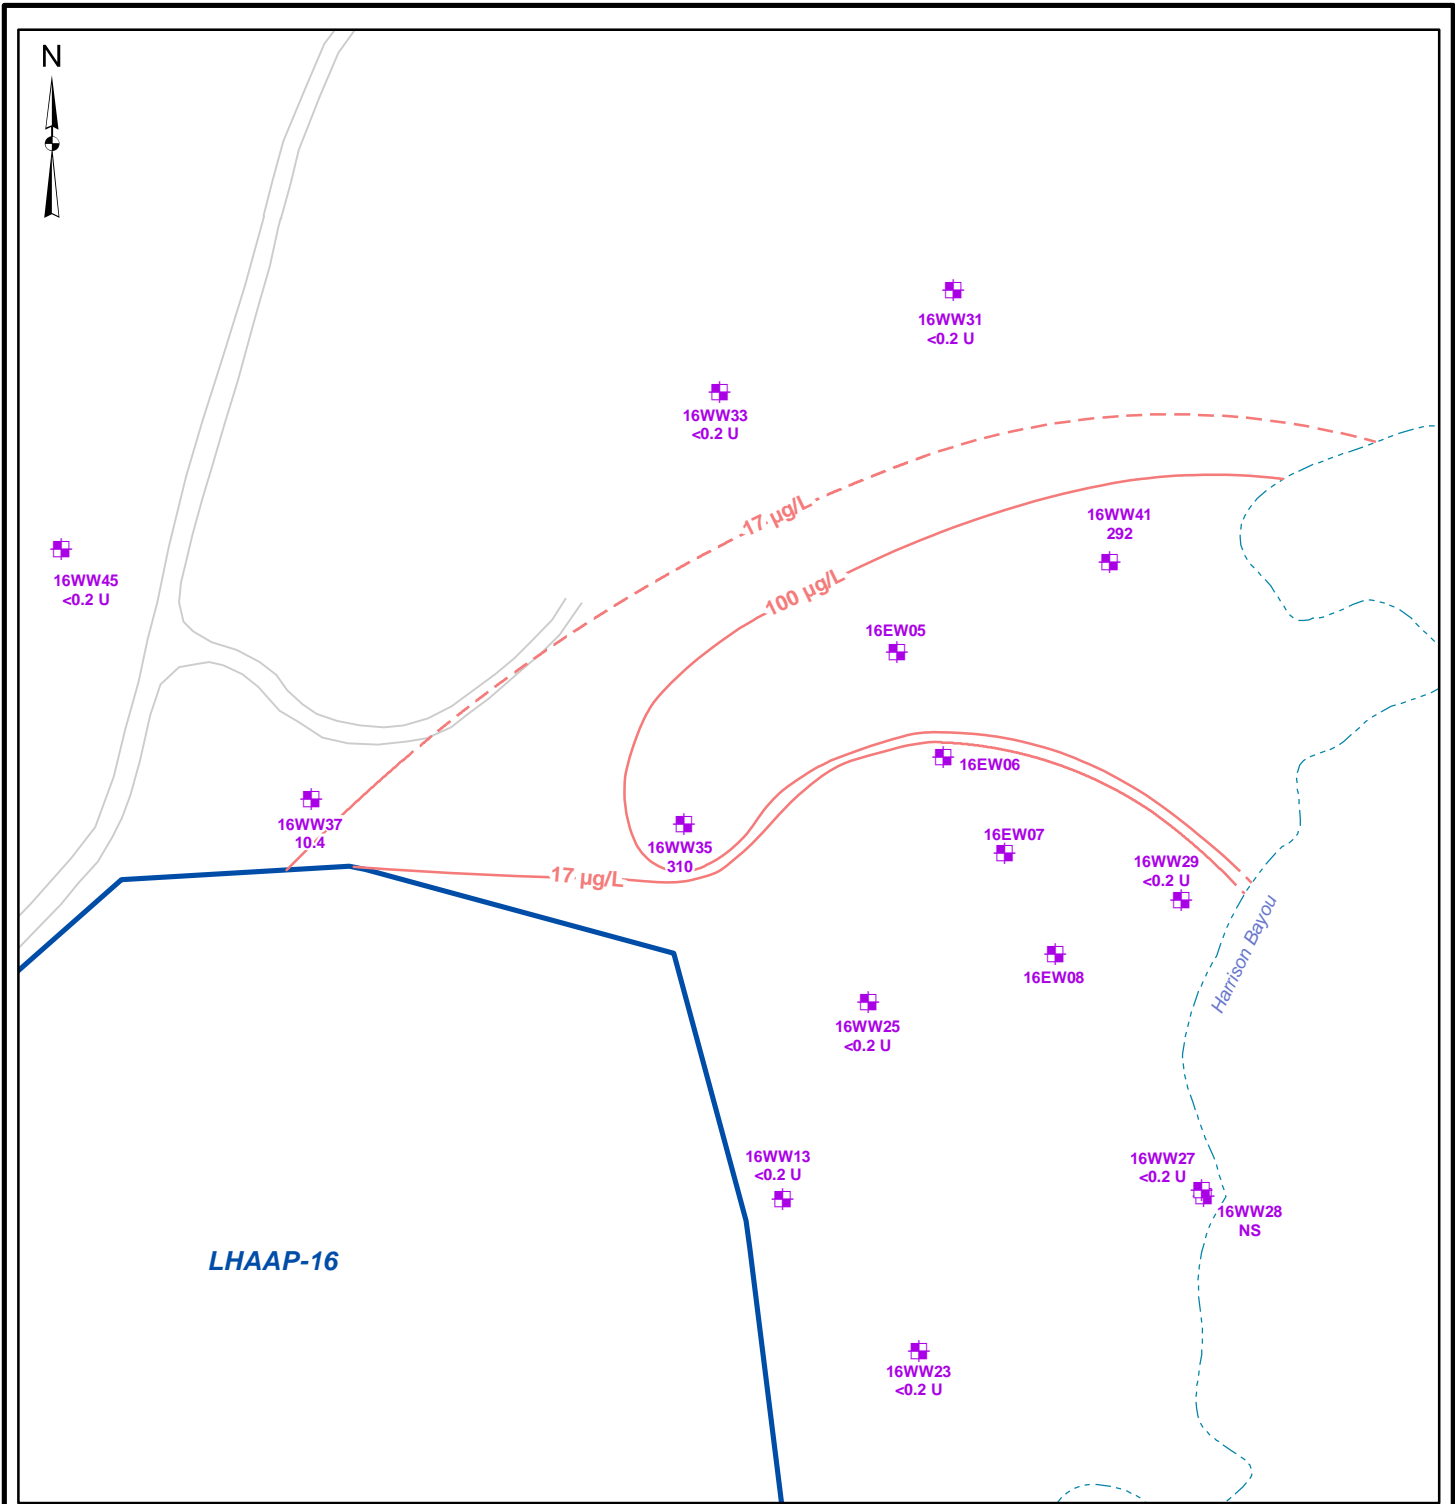 N
16WW31
<0.2 U
16WW33
<0.2 U
17 µg/L
16WW41
292
16WW45
<0.2 U
100 µg/L
16EW05
16EW06
16WW37
10.4
16WW35
310
16EW07
16WW29
<0.2 U
17 µg/L
Harrison Bayou
16EW08
16WW25
<0.2 U
16WW13
<0.2 U
16WW27
<0.2 U
16WW28
NS
LHAAP-16
16WW23
<0.2 U